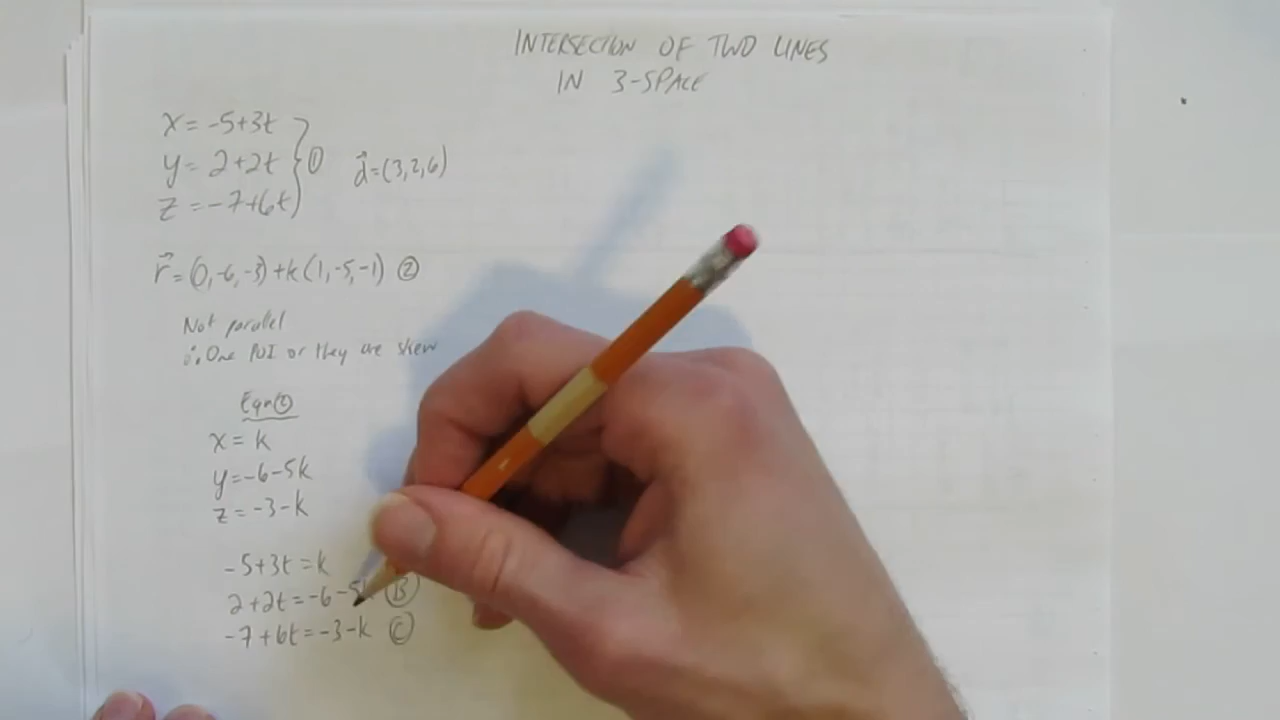 INTERSECTION OF TWO LINES
IN 3-SPACE
x = -5+3t
y = 2+2t ① d⃗=(3,2,6)
z = -7+6t
r⃗ = (0,-6,-3)+k(1,-5,-1) ②
Not parallel
∴ One POI or they are skew
Eqn②
x = k
y = -6-5k
z = -3-k
-5+3t = k
2+2t = -6-5k Ⓑ
-7+6t = -3-k Ⓒ